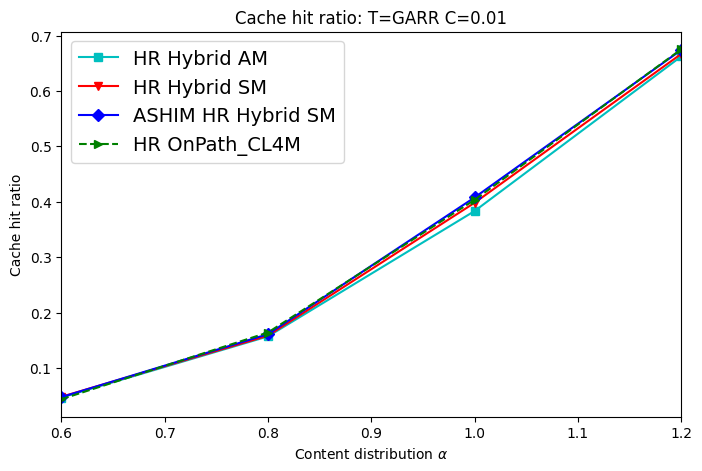 Cache hit ratio: T=GARR C=0.01
HR Hybrid AM
HR Hybrid SM
ASHIM HR Hybrid SM
HR OnPath_CL4M
Cache hit ratio
0.7
0.6
0.5
0.4
0.3
0.2
0.1
0.6 0.7 0.8 0.9 1.0 1.1 1.2
Content distribution α